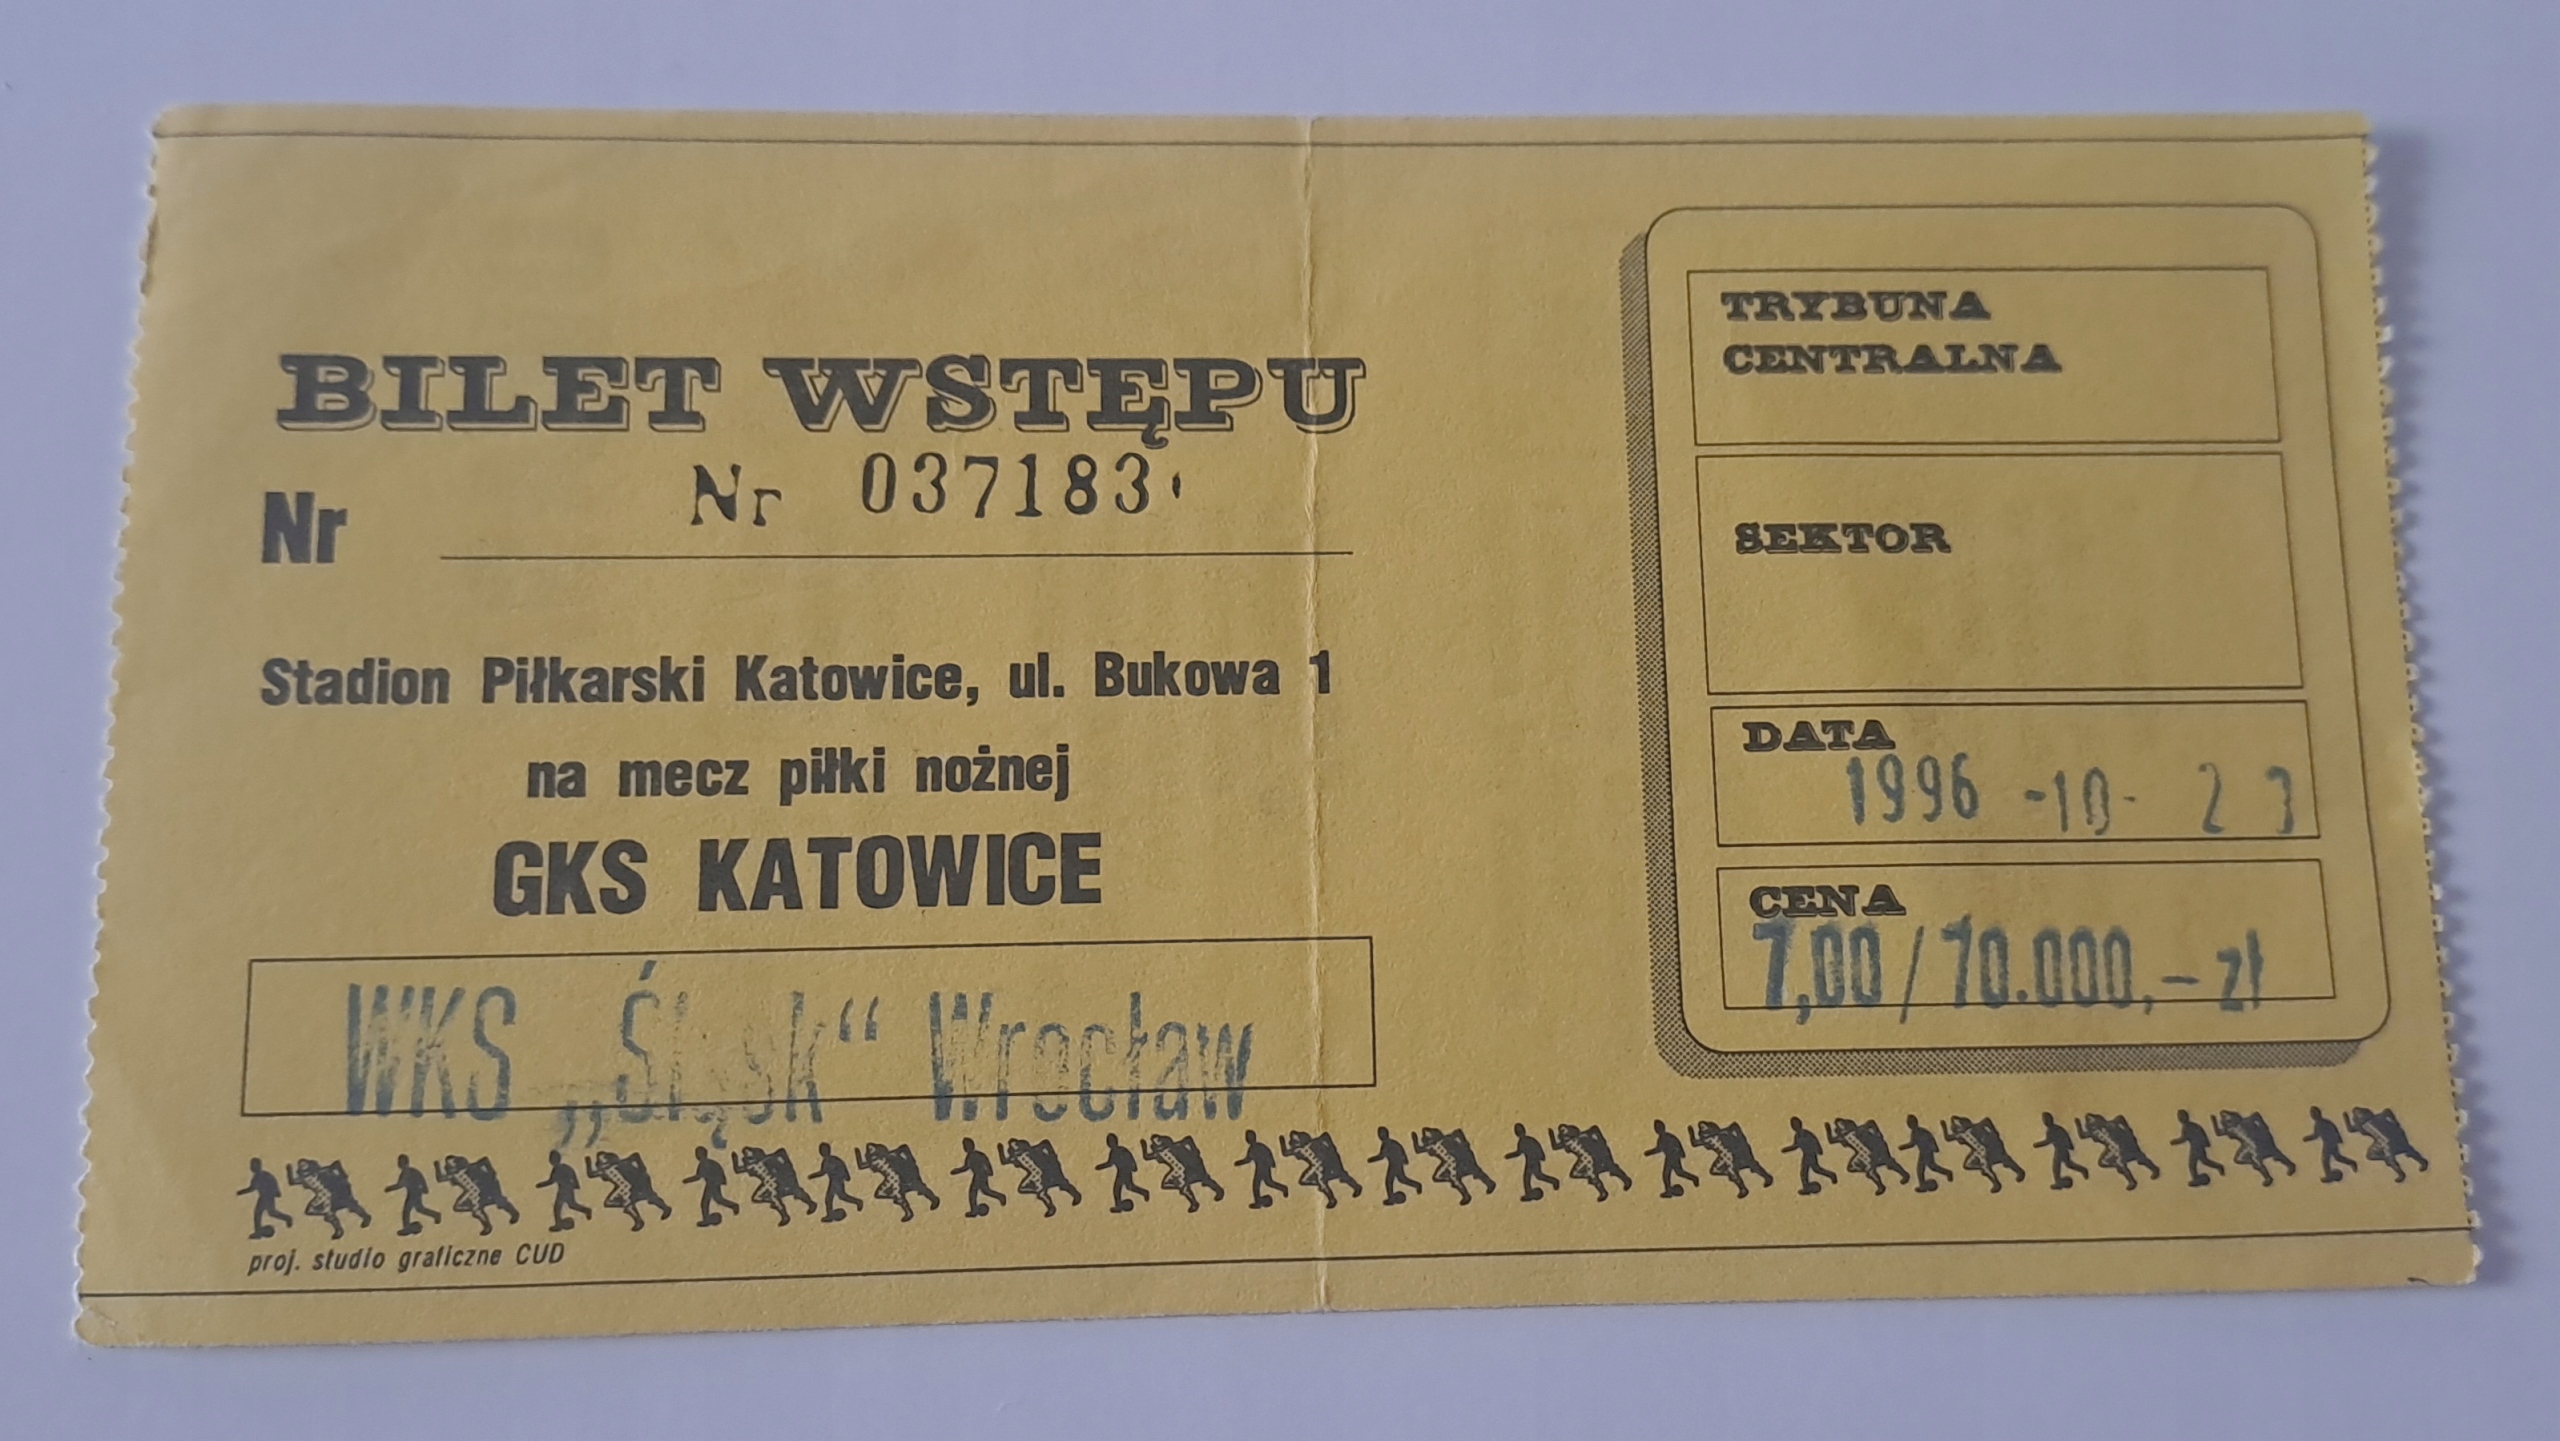 BILET WSTĘPU
Nr Nr 037183
Stadion Piłkarski Katowice, ul. Bukowa 1
na mecz piłki nożnej
GKS KATOWICE
WKS „Śląsk“ Wrocław
proj. studio graficzne CUD
TRYBUNA
CENTRALNA
SEKTOR
DATA
1996 -10- 23
CENA
7,00 / 70.000,- zł